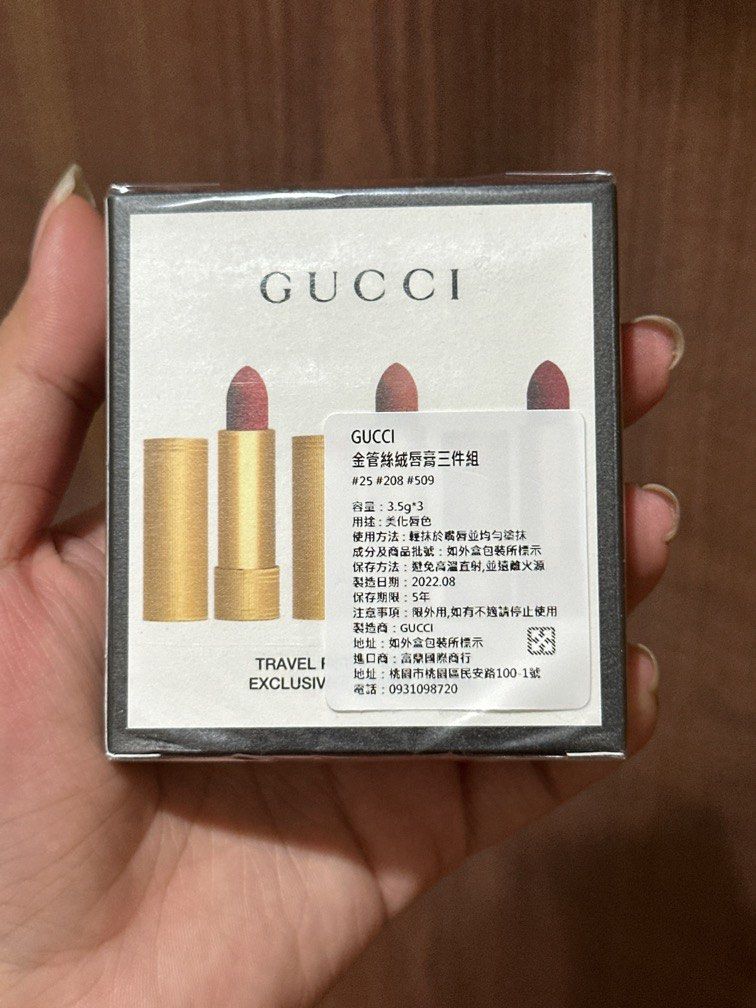 GUCCI
GUCCI
金管絲絨唇膏三件組
#25 #208 #509
容量：3.5g*3
用途：美化唇色
使用方法：輕抹於嘴唇並均勻塗抹
成分及商品批號：如外盒包裝所標示
保存方法：避免高溫直射,並遠離火源
製造日期：2022.08
保存期限：5年
注意事項：限外用,如有不適請停止使用
製造商：GUCCI
地址：如外盒包裝所標示
進口商：富蘭國際商行
地址：桃園市桃園區民安路100-1號
電話：0931098720
TRAVEL
EXCLUSIV